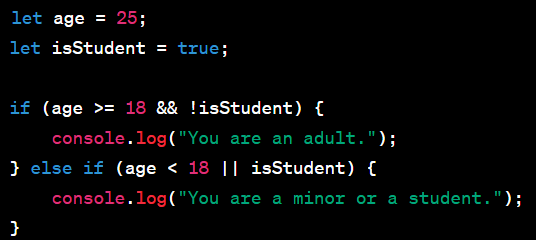 let age = 25;
let isStudent = true;

if (age >= 18 && !isStudent) {
    console.log("You are an adult.");
} else if (age < 18 || isStudent) {
    console.log("You are a minor or a student.");
}